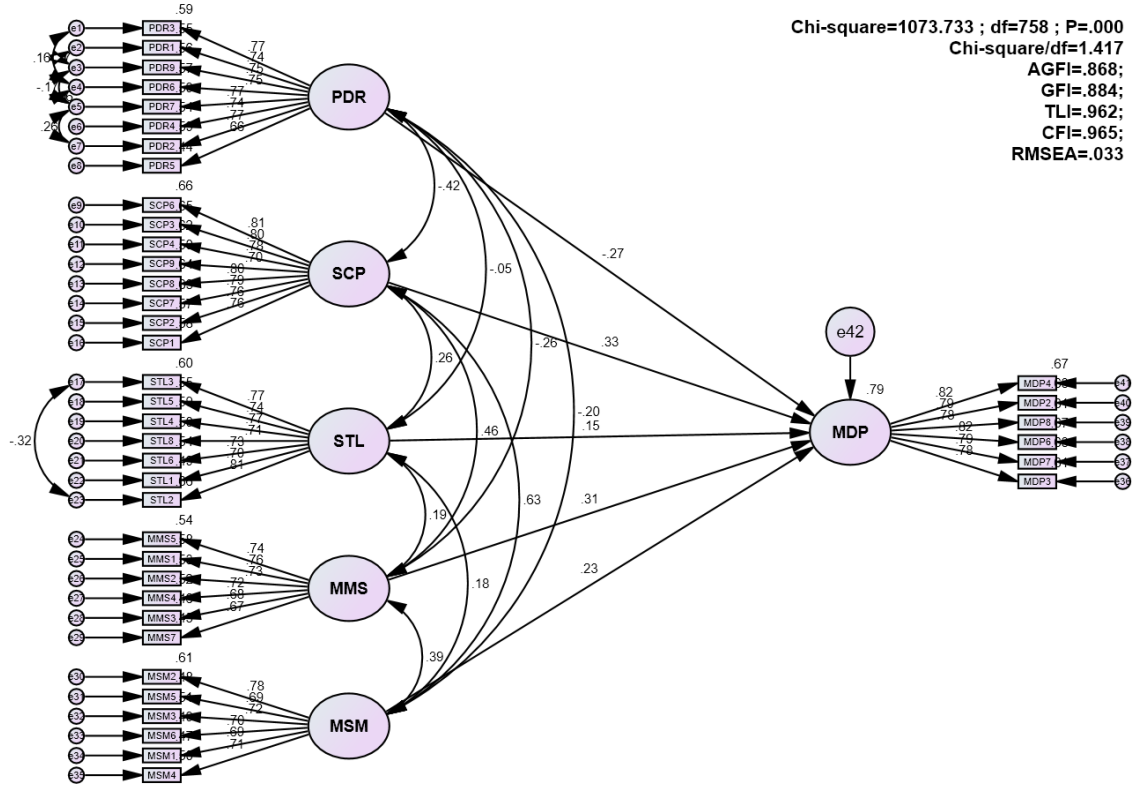 Chi-square=1073.733 ; df=758 ; P=.000
Chi-square/df=1.417
AGFI=.868;
GFI=.884;
TLI=.962;
CFI=.965;
RMSEA=.033
.59
e1 PDR3
e2 PDR1
e3 PDR9
e4 PDR6
e5 PDR7
e6 PDR4
e7 PDR2
e8 PDR5
.26
.77
.74
.75
.75
.77
.74
.77
.66
PDR
.66
e9 SCP6
e10 SCP3
e11 SCP4
e12 SCP9
e13 SCP8
e14 SCP7
e15 SCP2
e16 SCP1
.81
.80
.78
.70
.80
.79
.76
.76
SCP
.60
e17 STL3
e18 STL5
e19 STL4
e20 STL8
e21 STL6
e22 STL1
e23 STL2
-.32
.77
.74
.77
.71
.73
.70
.81
STL
.54
e24 MMS5
e25 MMS1
e26 MMS2
e27 MMS4
e28 MMS3
e29 MMS7
.74
.76
.73
.72
.68
.67
MMS
.61
e30 MSM2
e31 MSM5
e32 MSM3
e33 MSM6
e34 MSM1
e35 MSM4
.78
.69
.72
.70
.71
MSM
-.42
-.05
-.26
-.20
.26
.46
.63
.19
.18
.39
-.27
.33
.15
.31
.23
e42
.79
MDP
.67
.82
.79
.78
.82
.79
.78
MDP4 e41
MDP2 e40
MDP8 e39
MDP6 e38
MDP7 e37
MDP3 e36